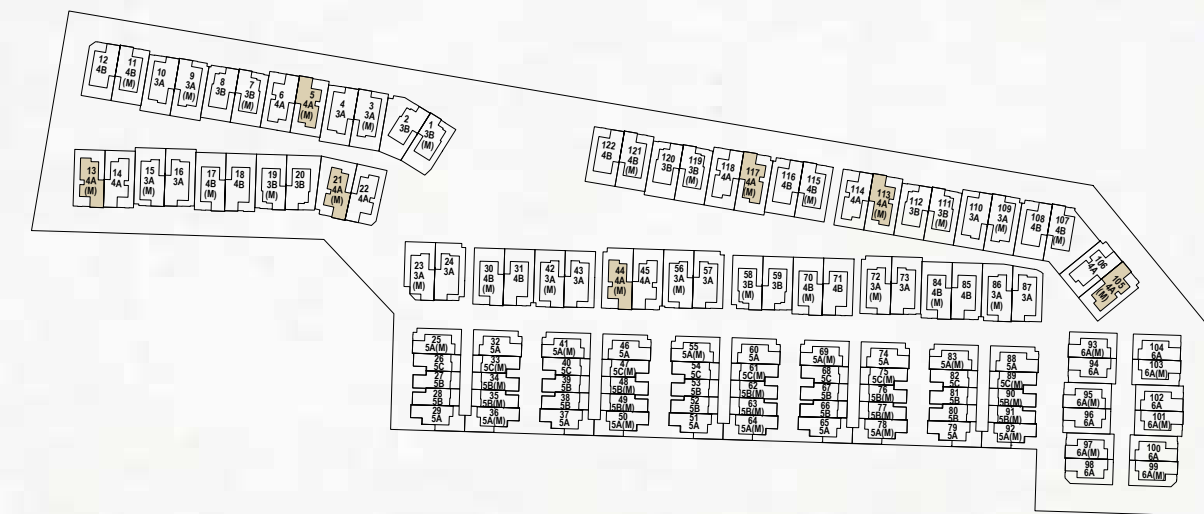 12
4B
11
4B
(M)
10
3A
9
3A
(M)
8
3B
7
3B
(M)
6
4A
5
4A
(M)
4
3A
3
3A
(M)
2
3B
1
3B
(M)
13
4A
(M)
14
4A
15
3A
(M)
16
3A
17
4B
(M)
18
4B
19
3B
(M)
20
3B
21
4A
(M)
22
4A
122
4B
121
4B
(M)
120
3B
119
3B
(M)
118
4A
117
4A
(M)
116
4B
115
4B
(M)
114
4A
113
4A
(M)
112
3B
111
3B
(M)
110
3A
109
3A
(M)
108
4B
107
4B
(M)
106
4A
105
4A
(M)
23
3A
(M)
24
3A
30
4B
(M)
31
4B
42
3A
(M)
43
3A
44
4A
(M)
45
4A
56
3A
(M)
57
3A
58
3B
(M)
59
3B
70
4B
(M)
71
4B
72
3A
(M)
73
3A
84
4B
(M)
85
4B
86
3A
(M)
87
3A
25
5A(M)
26
5C
27
5B
28
5B
29
5A
32
5A
33
5C(M)
34
5B(M)
35
5B(M)
36
5A(M)
41
5A(M)
40
5C
39
5B
38
5B
37
5A
46
5A
47
5C(M)
48
5B(M)
49
5B(M)
50
5A(M)
55
5A(M)
54
5C
53
5B
52
5B
51
5A
60
5A
61
5C(M)
62
5B(M)
63
5B(M)
64
5A(M)
69
5A(M)
68
5C
67
5B
66
5B
65
5A
74
5A
75
5C(M)
76
5B(M)
77
5B(M)
78
5A(M)
83
5A(M)
82
5C
81
5B
80
5B
79
5A
88
5A
89
5C(M)
90
5B(M)
91
5B(M)
92
5A(M)
93
6A(M)
94
6A
95
6A(M)
96
6A
97
6A(M)
98
6A
104
6A
103
6A(M)
102
6A
101
6A(M)
100
6A
99
6A(M)